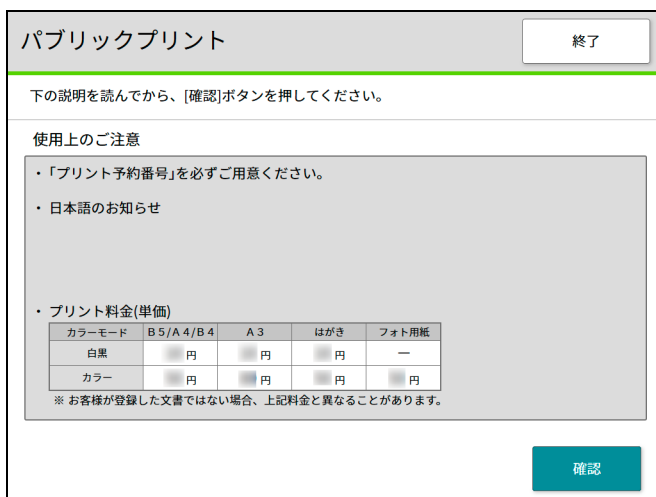 パブリックプリント
終了
下の説明を読んでから、[確認]ボタンを押してください。
使用上のご注意
・「プリント予約番号」を必ずご用意ください。
・ 日本語のお知らせ
・ プリント料金(単価)
カラーモード B5/A4/B4 A3 はがき フォト用紙
白黒 円 円 円 ー
カラー 円 円 円 円
※ お客様が登録した文書ではない場合、上記料金と異なることがあります。
確認